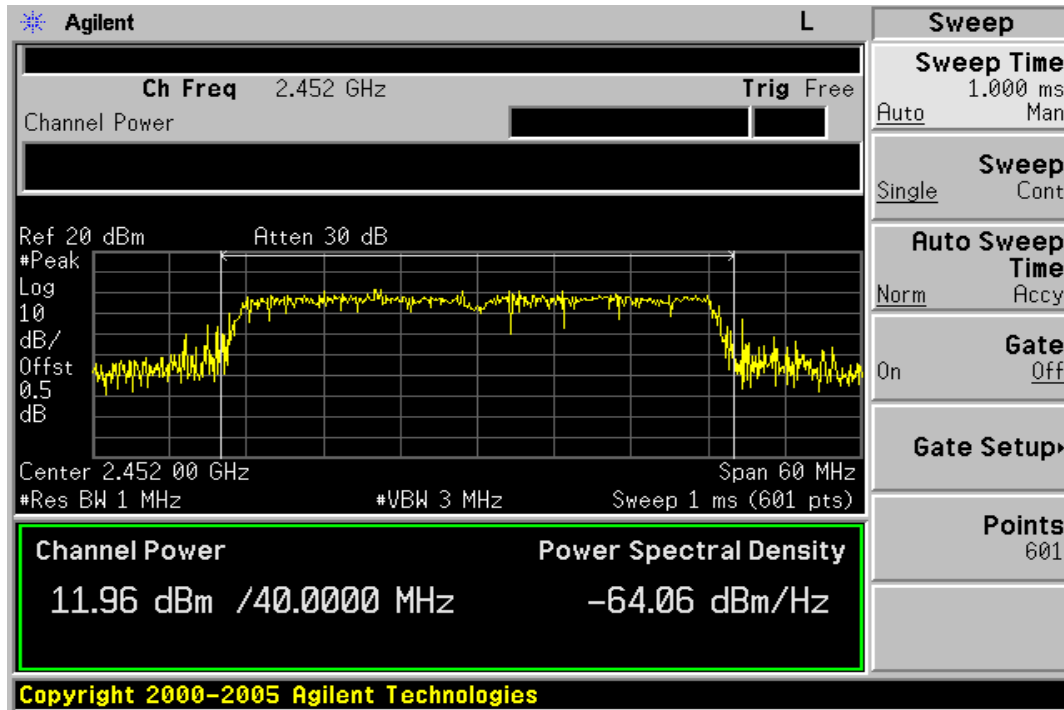 Agilent L
Ch Freq 2.452 GHz Trig Free
Channel Power
Ref 20 dBm Atten 30 dB
#Peak
Log
10
dB/
Offst
0.5
dB
Center 2.452 00 GHz Span 60 MHz
#Res BW 1 MHz #VBW 3 MHz Sweep 1 ms (601 pts)
Channel Power Power Spectral Density
11.96 dBm /40.0000 MHz -64.06 dBm/Hz
Copyright 2000-2005 Agilent Technologies
Sweep
Sweep Time
1.000 ms
Auto Man
Sweep
Single Cont
Auto Sweep
Time
Norm Accy
Gate
On Off
Gate Setup▸
Points
601